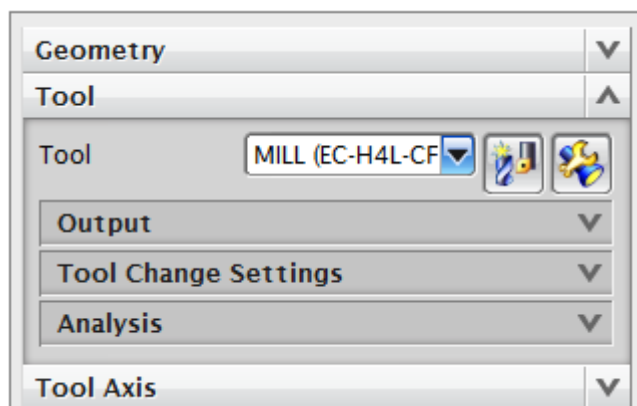 Geometry
Tool
Tool MILL (EC-H4L-CF
Output
Tool Change Settings
Analysis
Tool Axis